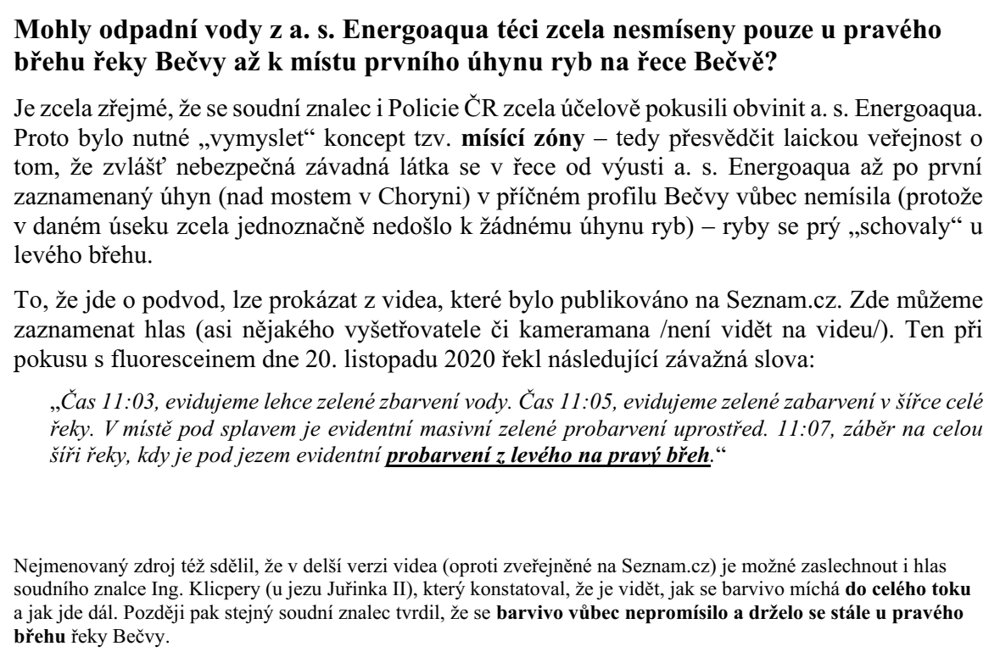 Mohly odpadní vody z a. s. Energoaqua téci zcela nesmíseny pouze u pravého
břehu řeky Bečvy až k místu prvního úhynu ryb na řece Bečvě?
Je zcela zřejmé, že se soudní znalec i Policie ČR zcela účelově pokusili obvinit a. s. Energoaqua.
Proto bylo nutné „vymyslet“ koncept tzv. mísící zóny – tedy přesvědčit laickou veřejnost o
tom, že zvlášť nebezpečná závadná látka se v řece od výusti a. s. Energoaqua až po první
zaznamenaný úhyn (nad mostem v Choryni) v příčném profilu Bečvy vůbec nemísila (protože
v daném úseku zcela jednoznačně nedošlo k žádnému úhynu ryb) – ryby se prý „schovaly“ u
levého břehu.
To, že jde o podvod, lze prokázat z videa, které bylo publikováno na Seznam.cz. Zde můžeme
zaznamenat hlas (asi nějakého vyšetřovatele či kameramana /není vidět na videu/). Ten při
pokusu s fluoresceinem dne 20. listopadu 2020 řekl následující závažná slova:
„Čas 11:03, evidujeme lehce zelené zbarvení vody. Čas 11:05, evidujeme zelené zabarvení v šířce celé
řeky. V místě pod splavem je evidentní masivní zelené probarvení uprostřed. 11:07, záběr na celou
šíři řeky, kdy je pod jezem evidentní probarvení z levého na pravý břeh.“
Nejmenovaný zdroj též sdělil, že v delší verzi videa (oproti zveřejněné na Seznam.cz) je možné zaslechnout i hlas
soudního znalce Ing. Klicpery (u jezu Juřinka II), který konstatoval, že je vidět, jak se barvivo míchá do celého toku
a jak jde dál. Později pak stejný soudní znalec tvrdil, že se barvivo vůbec nepromísilo a drželo se stále u pravého
břehu řeky Bečvy.